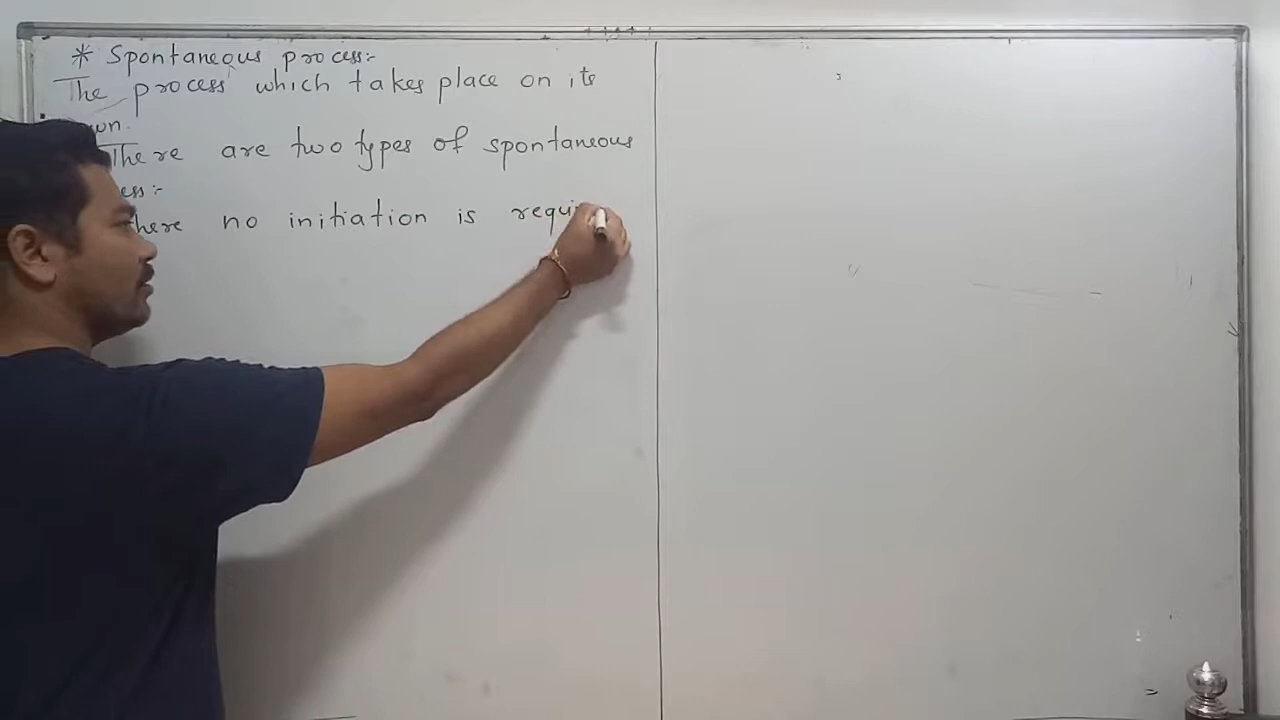 * Spontaneous process:-
The process which takes place on its
own.
There are two types of spontaneous
ess:-
here no initiation is requi